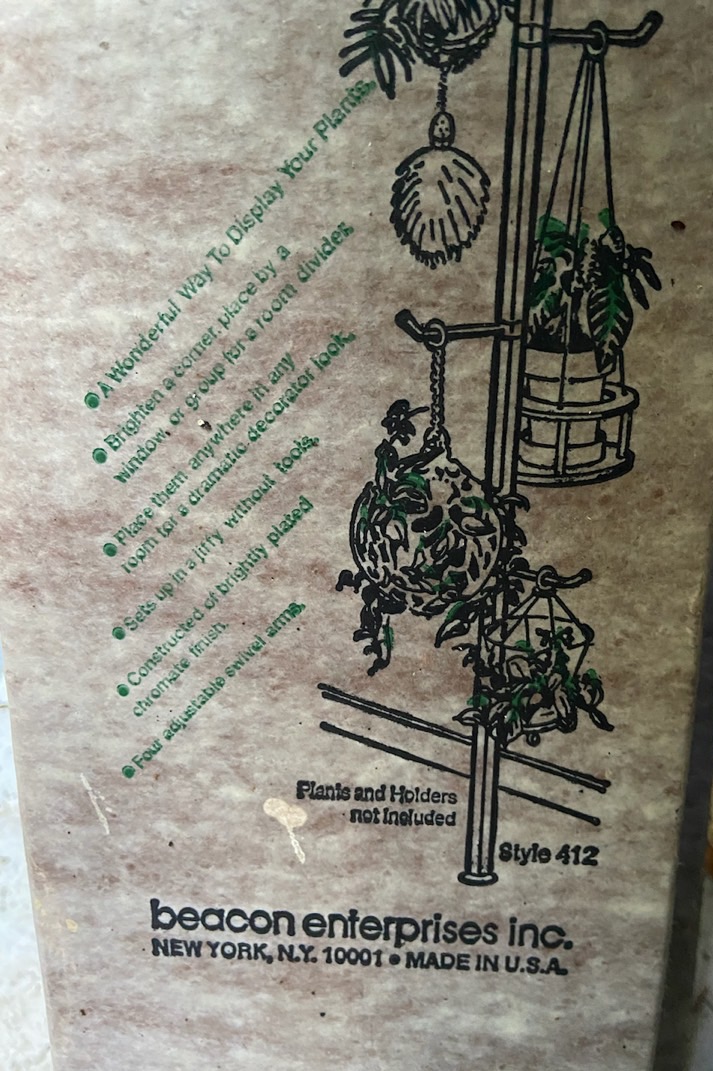 ● A Wonderful Way To Display Your Plants.
● Brighten a corner, place by a
window, or group for a room divider.
● Place them anywhere in any
room for a dramatic decorator look.
● Sets up in a jiffy without tools.
● Constructed of brightly plated
chromate finish.
● Four adjustable swivel arms.
Plants and Holders
not Included
Style 412
beacon enterprises inc.
NEW YORK, N.Y. 10001 ● MADE IN U.S.A.